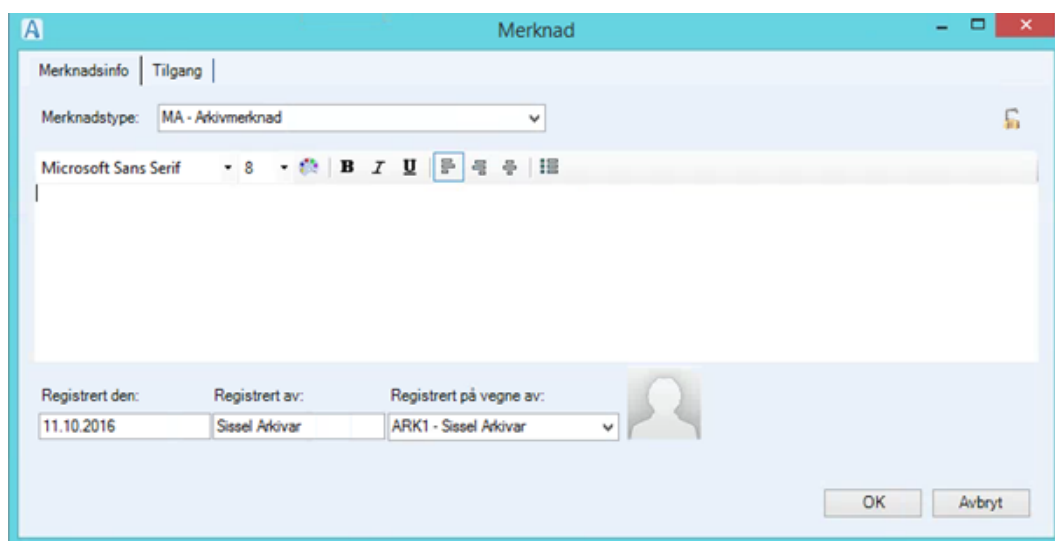 A Merknad
Merknadsinfo Tilgang
Merknadstype: MA - Arkivmerknad
Microsoft Sans Serif 8 B I U
Registrert den: Registrert av: Registrert på vegne av:
11.10.2016 Sissel Arkivar ARK1 - Sissel Arkivar
OK Avbryt